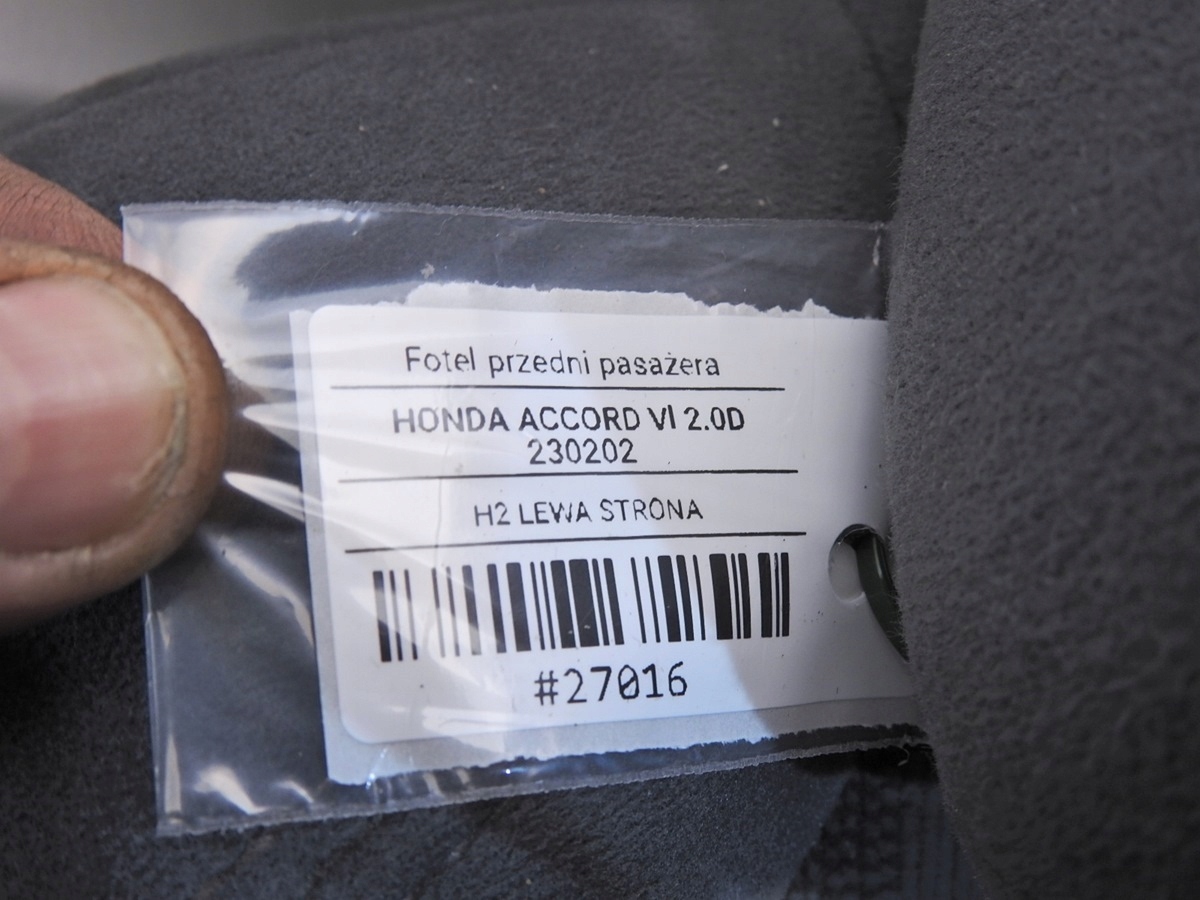 Fotel przedni pasażera
HONDA ACCORD VI 2.0D
230202
H2 LEWA STRONA
#27016